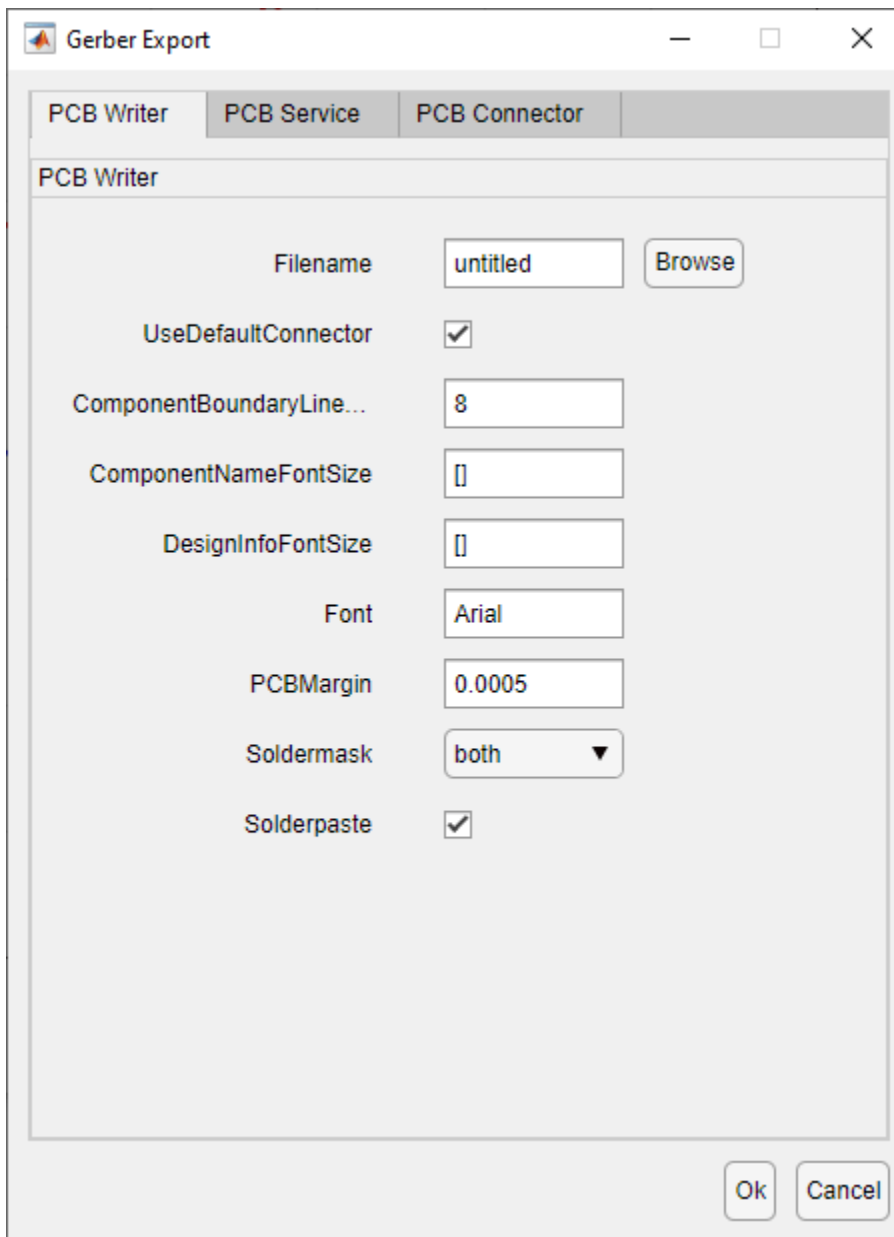 Gerber Export
PCB Writer PCB Service PCB Connector
PCB Writer
Filename untitled Browse
UseDefaultConnector
ComponentBoundaryLine... 8
ComponentNameFontSize []
DesignInfoFontSize []
Font Arial
PCBMargin 0.0005
Soldermask both
Solderpaste
Ok Cancel